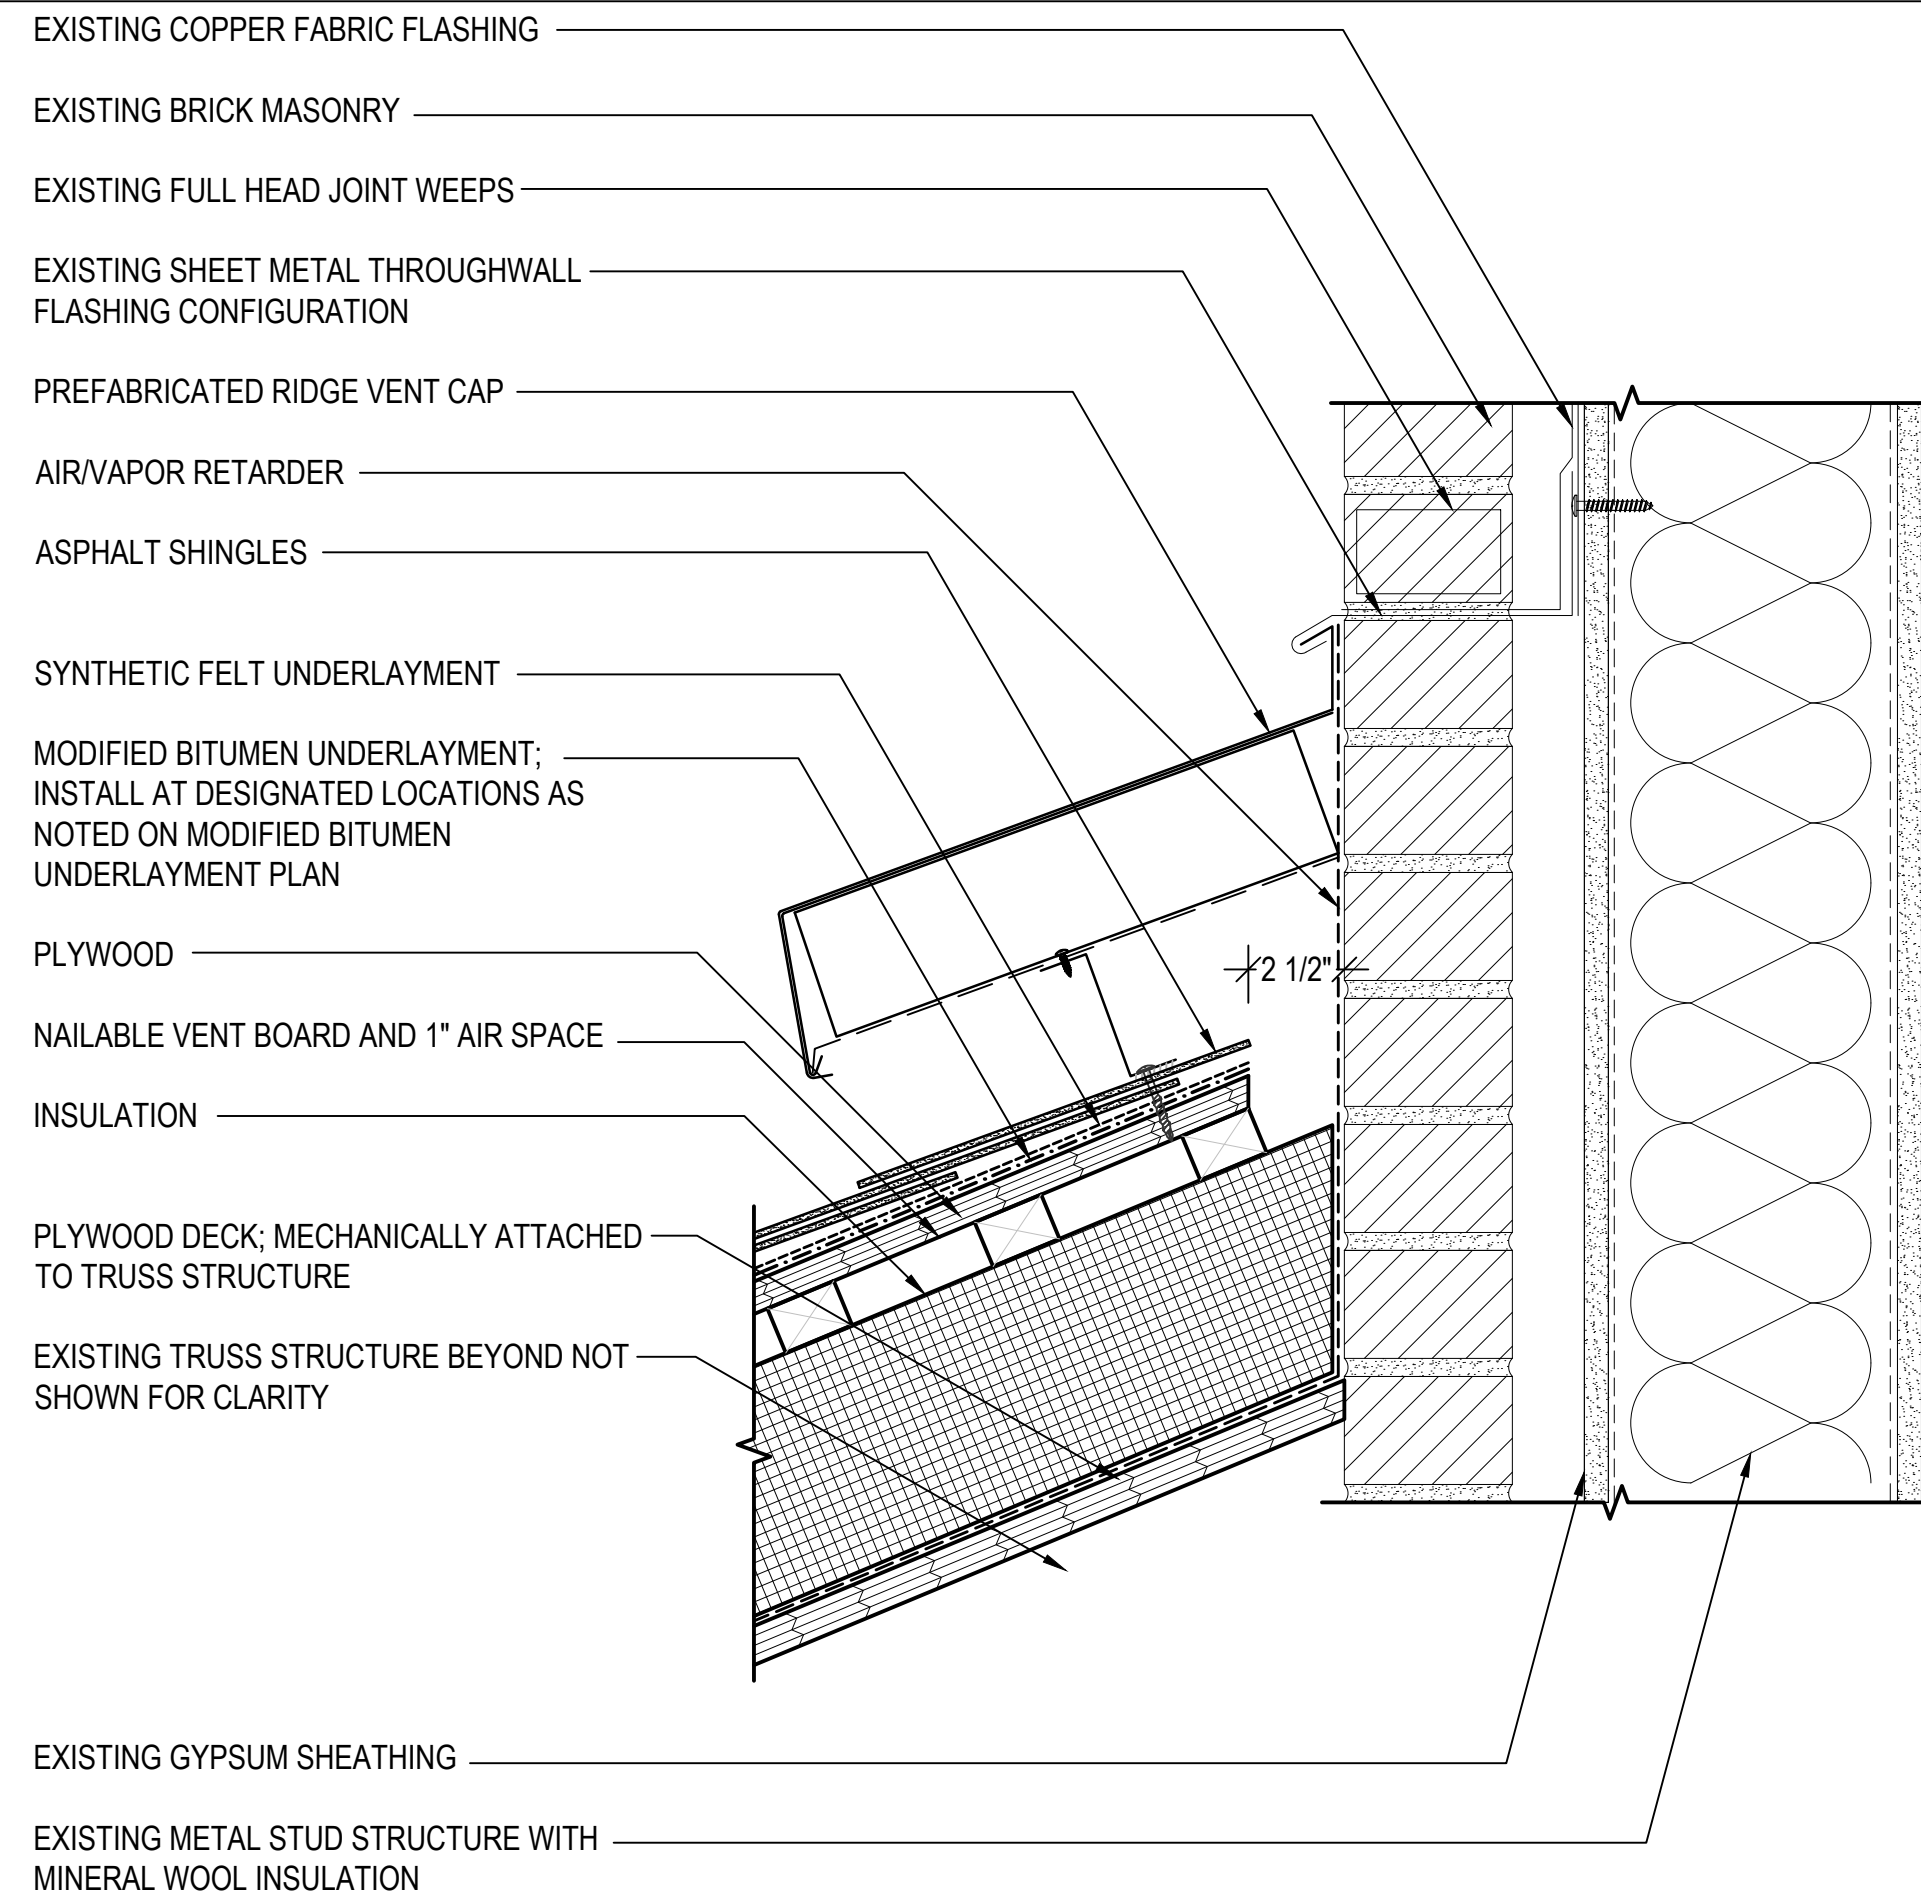 EXISTING COPPER FABRIC FLASHING
EXISTING BRICK MASONRY
EXISTING FULL HEAD JOINT WEEPS
EXISTING SHEET METAL THROUGHWALL
FLASHING CONFIGURATION
PREFABRICATED RIDGE VENT CAP
AIR/VAPOR RETARDER
ASPHALT SHINGLES
SYNTHETIC FELT UNDERLAYMENT
MODIFIED BITUMEN UNDERLAYMENT;
INSTALL AT DESIGNATED LOCATIONS AS
NOTED ON MODIFIED BITUMEN
UNDERLAYMENT PLAN
PLYWOOD
2 1/2"
NAILABLE VENT BOARD AND 1" AIR SPACE
INSULATION
PLYWOOD DECK; MECHANICALLY ATTACHED
TO TRUSS STRUCTURE
EXISTING TRUSS STRUCTURE BEYOND NOT
SHOWN FOR CLARITY
EXISTING GYPSUM SHEATHING
EXISTING METAL STUD STRUCTURE WITH
MINERAL WOOL INSULATION